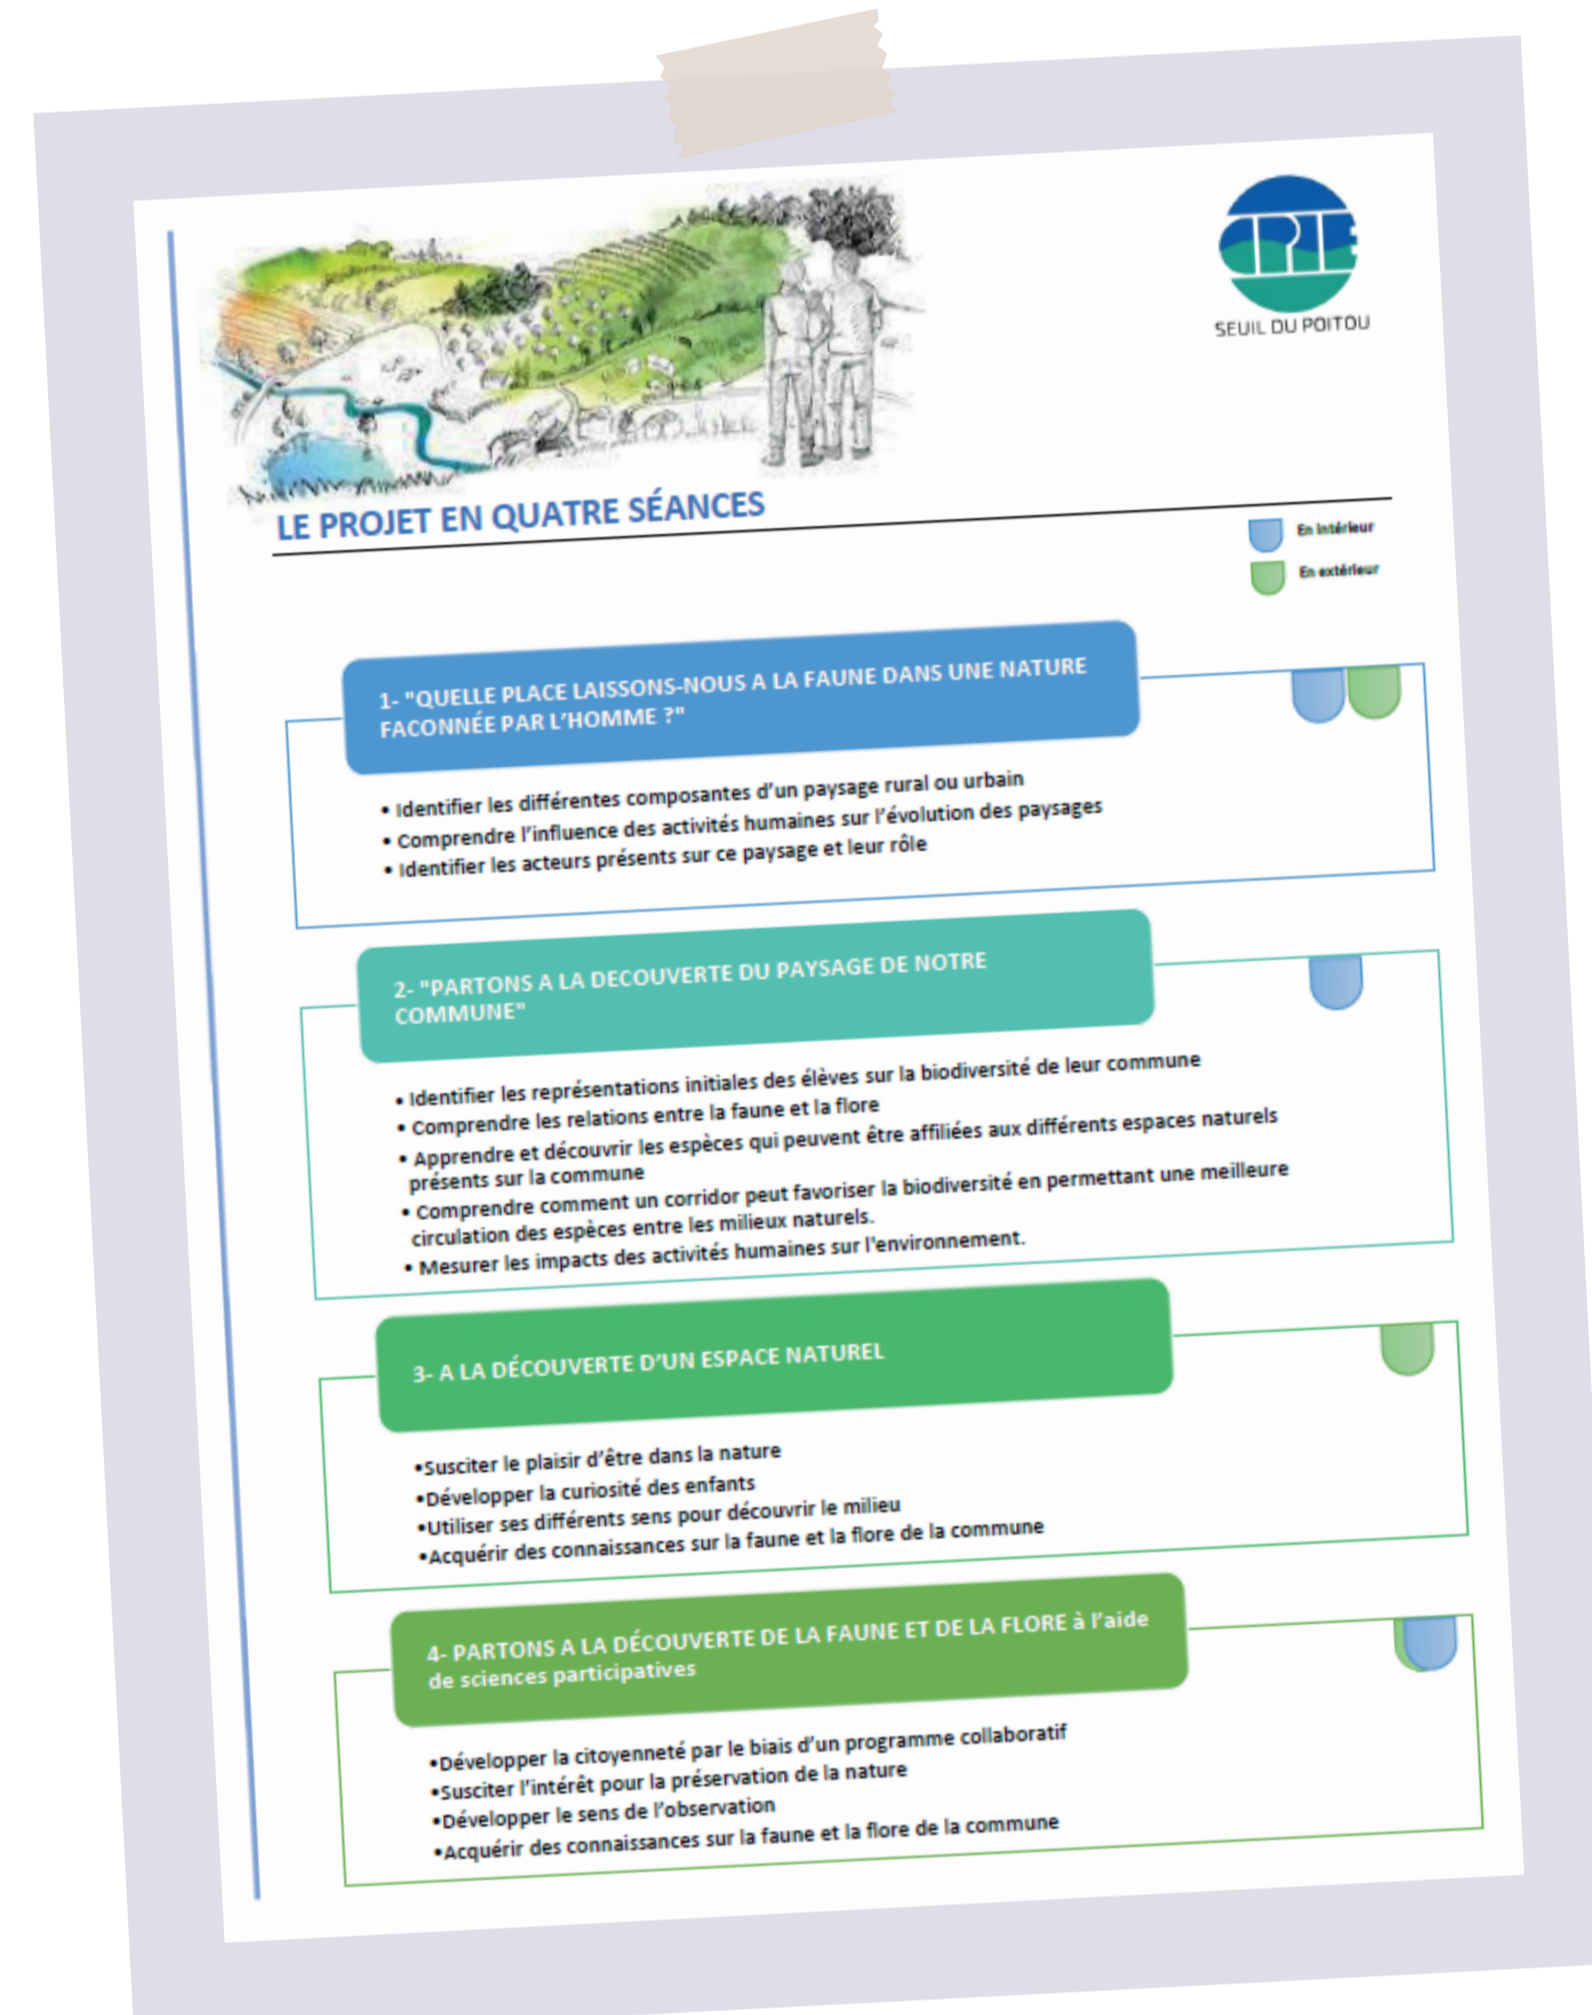 CPIE
SEUIL DU POITOU
LE PROJET EN QUATRE SÉANCES
En intérieur
En extérieur
1- "QUELLE PLACE LAISSONS-NOUS A LA FAUNE DANS UNE NATURE
FACONNÉE PAR L’HOMME ?"
• Identifier les différentes composantes d’un paysage rural ou urbain
• Comprendre l’influence des activités humaines sur l’évolution des paysages
• Identifier les acteurs présents sur ce paysage et leur rôle
2- "PARTONS A LA DECOUVERTE DU PAYSAGE DE NOTRE
COMMUNE"
• Identifier les représentations initiales des élèves sur la biodiversité de leur commune
• Comprendre les relations entre la faune et la flore
• Apprendre et découvrir les espèces qui peuvent être affiliées aux différents espaces naturels
présents sur la commune
• Comprendre comment un corridor peut favoriser la biodiversité en permettant une meilleure
circulation des espèces entre les milieux naturels.
• Mesurer les impacts des activités humaines sur l'environnement.
3- A LA DÉCOUVERTE D’UN ESPACE NATUREL
•Susciter le plaisir d’être dans la nature
•Développer la curiosité des enfants
•Utiliser ses différents sens pour découvrir le milieu
•Acquérir des connaissances sur la faune et la flore de la commune
4- PARTONS A LA DÉCOUVERTE DE LA FAUNE ET DE LA FLORE à l’aide
de sciences participatives
•Développer la citoyenneté par le biais d’un programme collaboratif
•Susciter l’intérêt pour la préservation de la nature
•Développer le sens de l’observation
•Acquérir des connaissances sur la faune et la flore de la commune